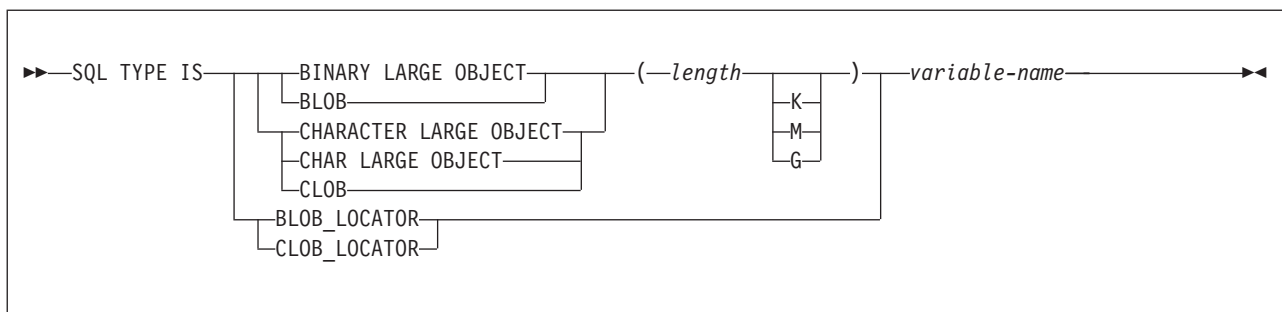 SQL TYPE IS BINARY LARGE OBJECT ( length ) variable-name
BLOB K
CHARACTER LARGE OBJECT M
CHAR LARGE OBJECT G
CLOB
BLOB_LOCATOR
CLOB_LOCATOR